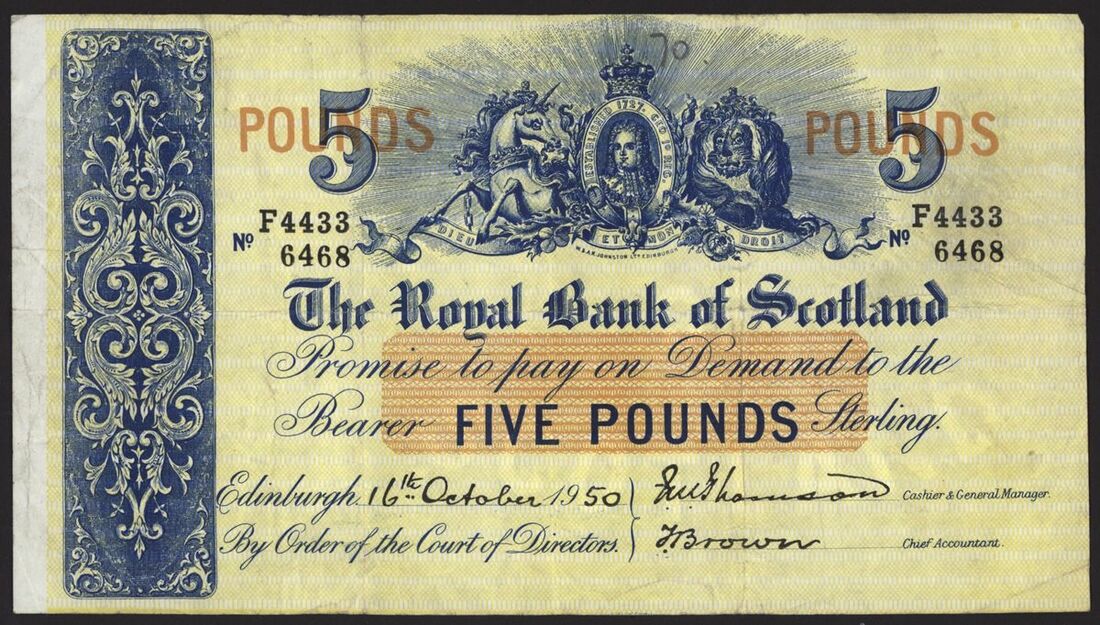 70
POUNDS 5
POUNDS 5
ESTABLISHED 1727. GEO 1º REG.
Nº F4433 6468
Nº F4433 6468
DIEU ET MON DROIT
W. & A.K. JOHNSTON LTD EDINBURGH
The Royal Bank of Scotland
Promise to pay on Demand to the
Bearer FIVE POUNDS Sterling.
Edinburgh. 16th October 1950
Cashier & General Manager.
By Order of the Court of Directors.
J. Brown
Chief Accountant.